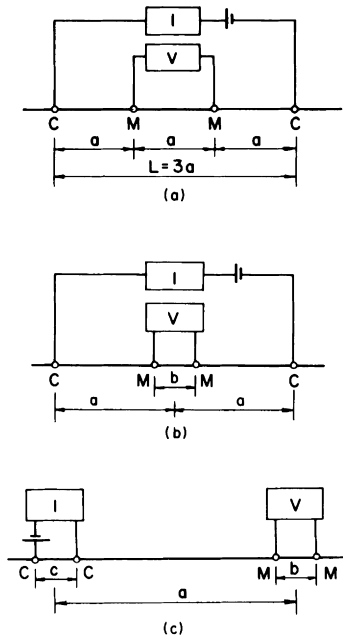 I
V
C M M C
a a a
L=3a
(a)
I
V
C M b M C
a a
(b)
I V
C c C M b M
a
(c)